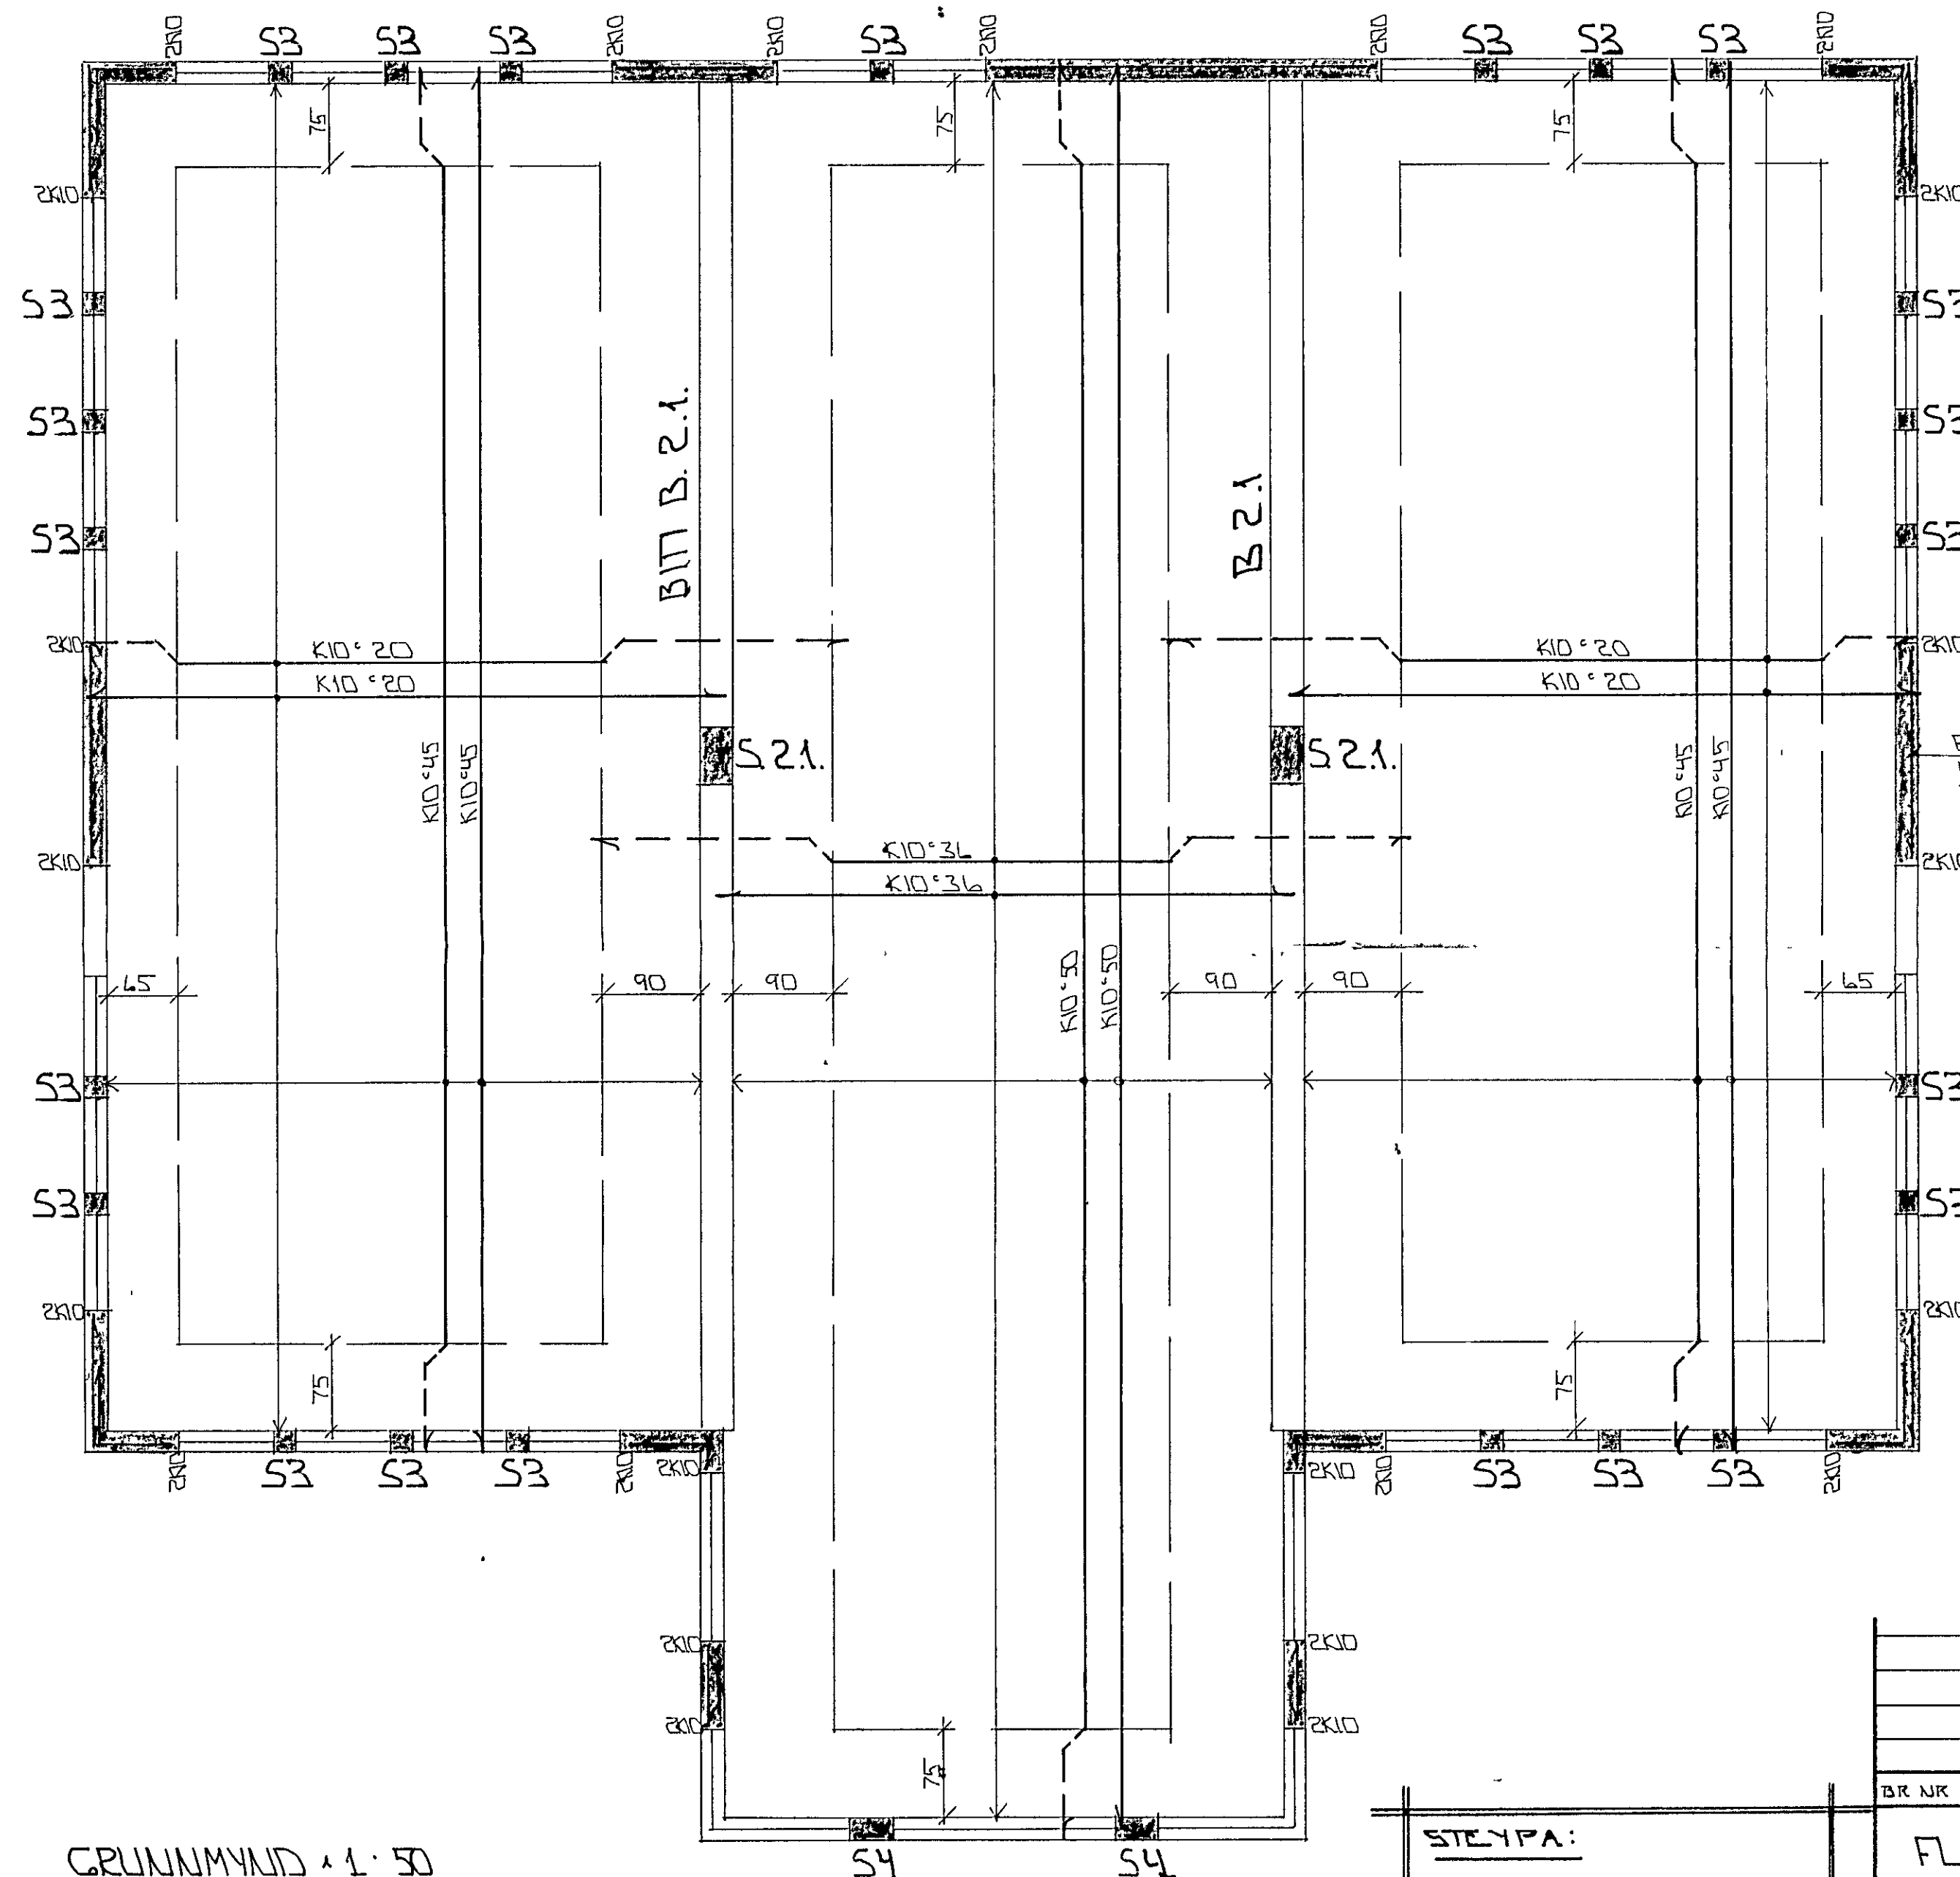 2K10 S3 S3 S3 2K10 2K10 S3 2K10 2K10 S3 S3 S3 2K10
75 75 75
2K10 2K10
S3 S3
S3 S3
BITI B.2.1. B 2.1
S3 S3
2K10 K10 c 20 K10 c 20 2K10
K10 c 20 K10 c 20
S.2.1. S.2.1.
K10 c 45 K10 c 45 K10 c 45 K10 c 45
2K10 K10 c 36 2K10
K10 c 36
K10 c 50 K10 c 50
65 90 90 90 90 65
S3 S3
S3 S3
2K10 2K10
75 75
2K10 S3 S3 S3 2K10 2K10 2K10 2K10 S3 S3 S3 2K10
2K10 2K10
2K10 2K10
75
BR NR
STEYPA:
FL
GRUNNMYND 1:50
S4 S4